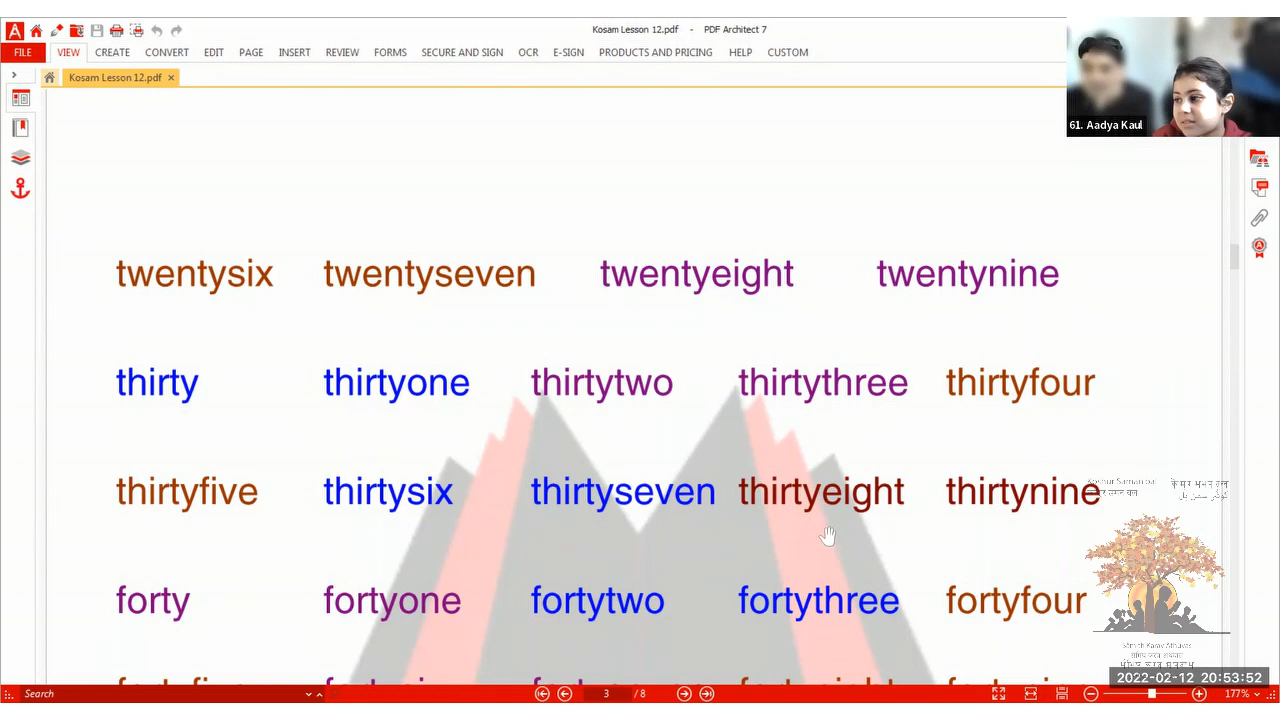 Kosam Lesson 12.pdf - PDF Architect 7
FILE VIEW CREATE CONVERT EDIT PAGE INSERT REVIEW FORMS SECURE AND SIGN OCR E-SIGN PRODUCTS AND PRICING HELP CUSTOM
Kosam Lesson 12.pdf ×
61. Aadya Kaul
twentysix twentyseven twentyeight twentynine
thirty thirtyone thirtytwo thirtythree thirtyfour
thirtyfive thirtysix thirtyseven thirtyeight thirtynine
forty fortyone fortytwo fortythree fortyfour
2022-02-12 20:53:52
Search 3 / 8 177%